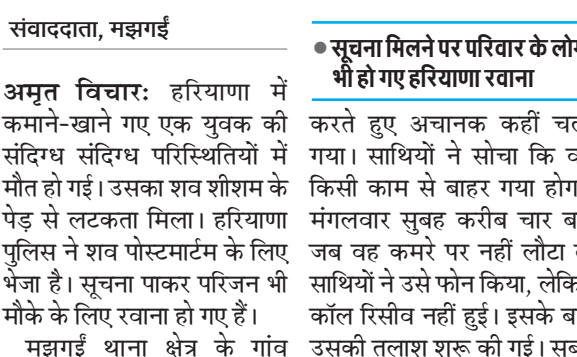 संवाददाता, मझगईं
अमृत विचारः हरियाणा में
कमाने-खाने गए एक युवक की
संदिग्ध संदिग्ध परिस्थितियों में
मौत हो गई। उसका शव शीशम के
पेड़ से लटकता मिला। हरियाणा
पुलिस ने शव पोस्टमार्टम के लिए
भेजा है। सूचना पाकर परिजन भी
मौके के लिए रवाना हो गए हैं।
मझगईं थाना क्षेत्र के गांव
● सूचना मिलने पर परिवार के
भी हो गए हरियाणा रवाना
करते हुए अचानक कहीं
गया। साथियों ने सोचा कि
किसी काम से बाहर गया
मंगलवार सुबह करीब चार
जब वह कमरे पर नहीं लौटा
साथियों ने उसे फोन किया,
कॉल रिसीव नहीं हुई। इसके
उसकी तलाश शुरू की गई।